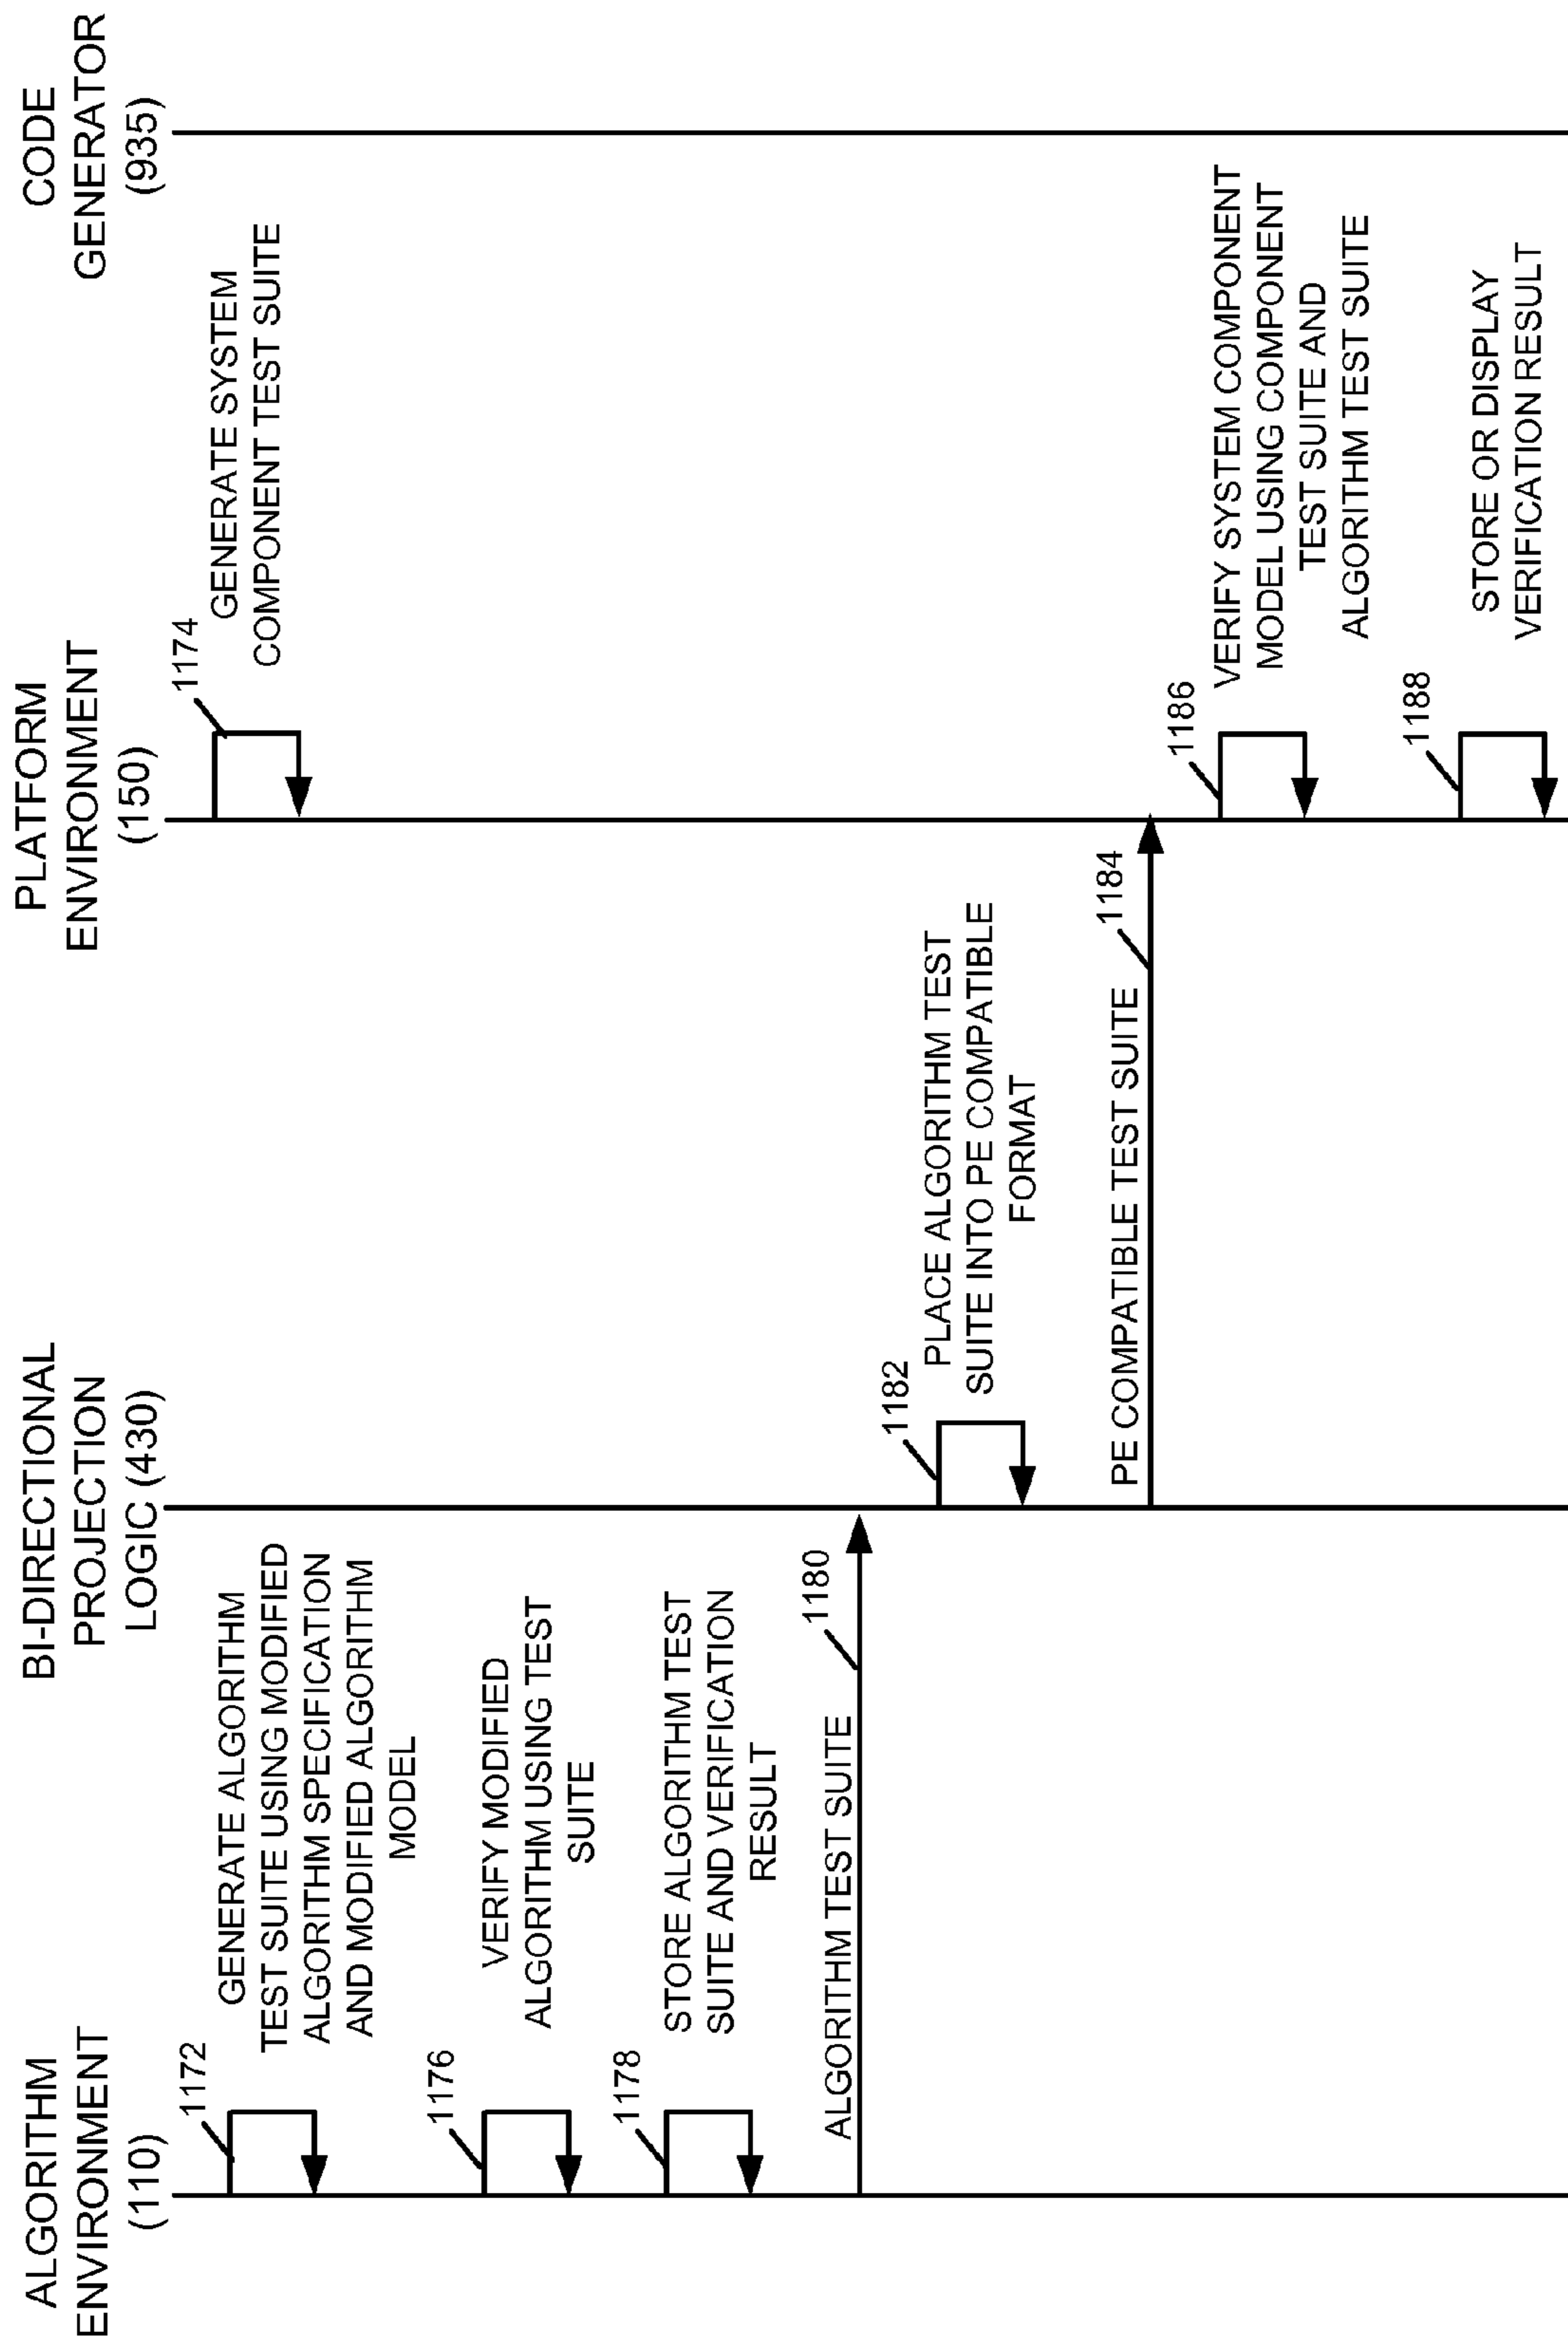 ALGORITHM
ENVIRONMENT
(110)
BI-DIRECTIONAL
PROJECTION
LOGIC (430)
PLATFORM
ENVIRONMENT
(150)
CODE
GENERATOR
(935)
1172
GENERATE ALGORITHM
TEST SUITE USING MODIFIED
ALGORITHM SPECIFICATION
AND MODIFIED ALGORITHM
MODEL
1174
GENERATE SYSTEM
COMPONENT TEST SUITE
1176
VERIFY MODIFIED
ALGORITHM USING TEST
SUITE
1178
STORE ALGORITHM TEST
SUITE AND VERIFICATION
RESULT
ALGORITHM TEST SUITE
1180
1182
PLACE ALGORITHM TEST
SUITE INTO PE COMPATIBLE
FORMAT
PE COMPATIBLE TEST SUITE
1184
1186
VERIFY SYSTEM COMPONENT
MODEL USING COMPONENT
TEST SUITE AND
ALGORITHM TEST SUITE
1188
STORE OR DISPLAY
VERIFICATION RESULT